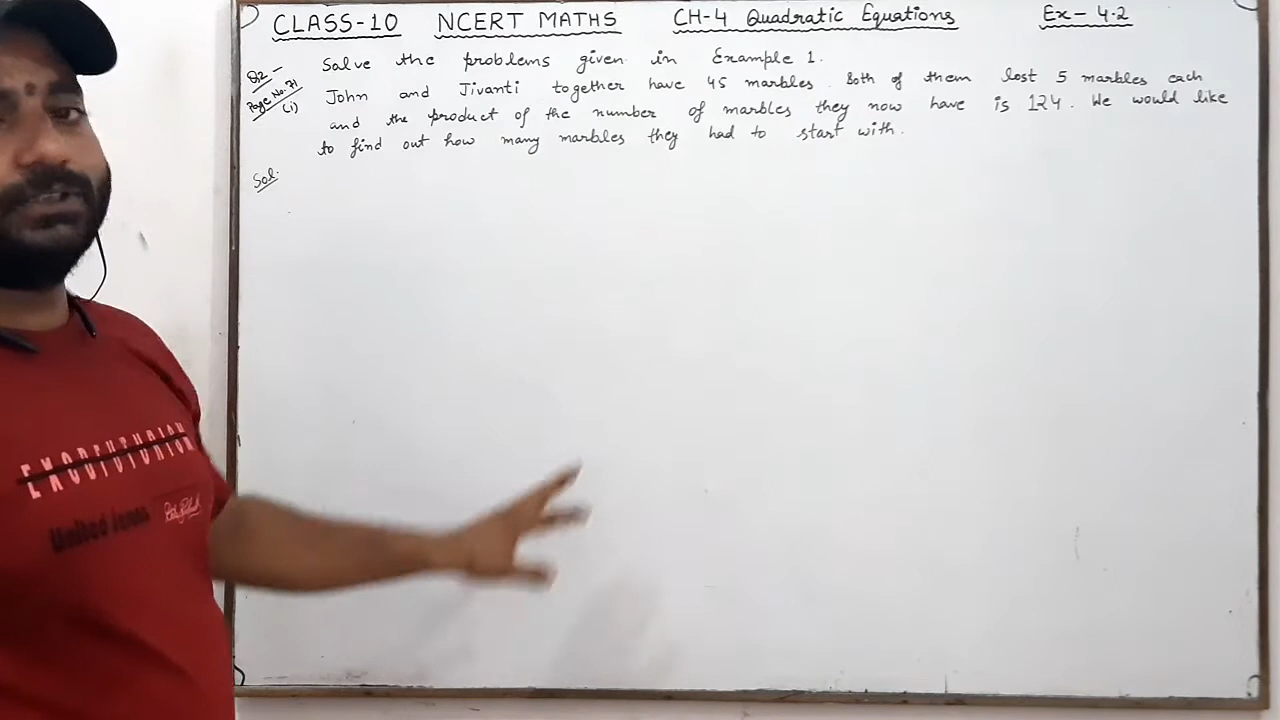 CLASS-10 NCERT MATHS CH-4 Quadratic Equations Ex- 4.2
Q2 - Solve the problems given in Example 1.
Page No. 71
(i) John and Jivanti together have 45 marbles. Both of them lost 5 marbles each
and the product of the number of marbles they now have is 124. We would like
to find out how many marbles they had to start with.
Sol.
EXODFUTURION
United Jeans